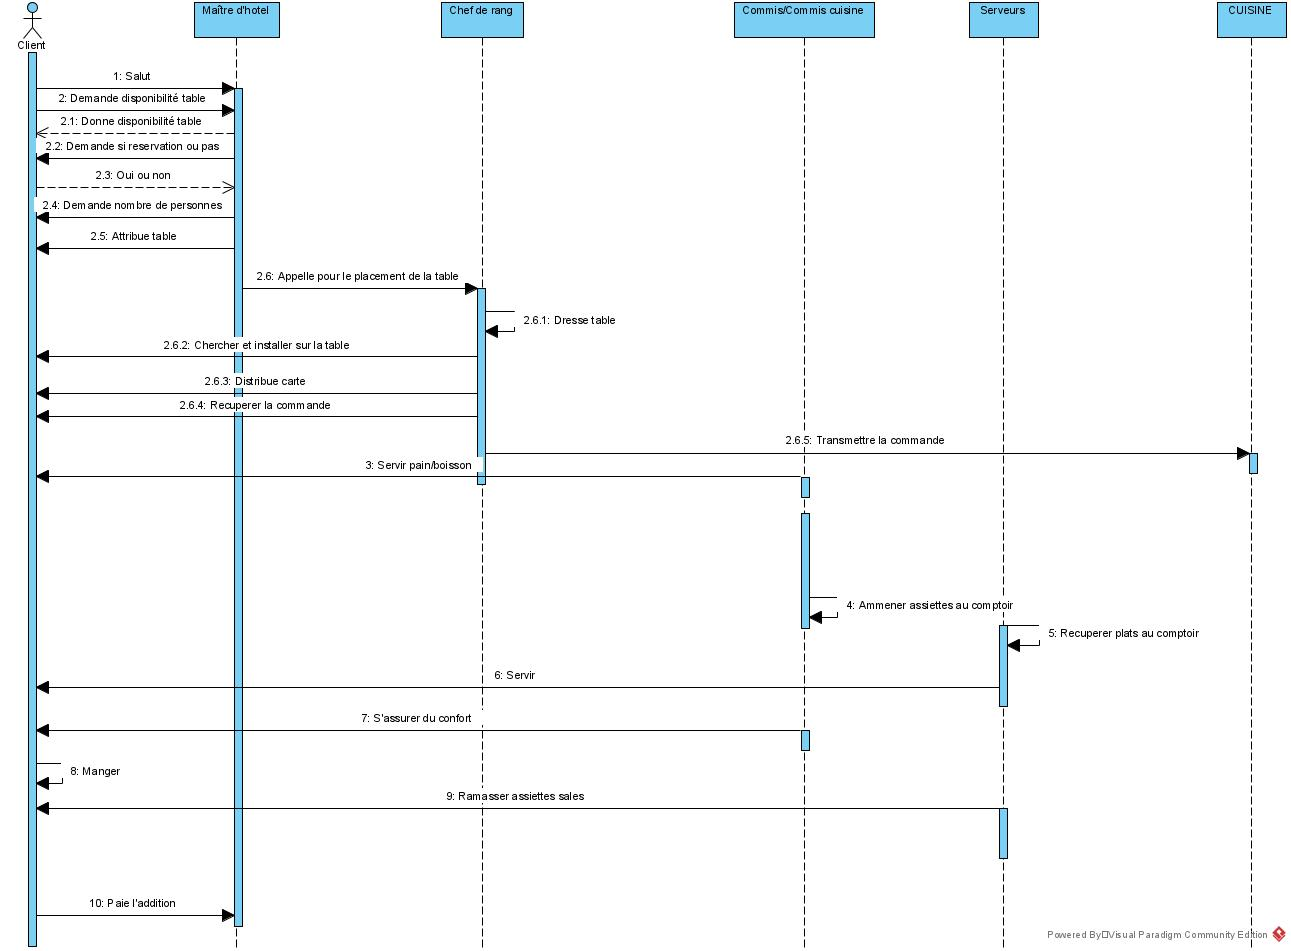 Maître d'hotel
Chef de rang
Commis/Commis cuisine
Serveurs
CUISINE
Client
1: Salut
2: Demande disponibilité table
2.1: Donne disponibilité table
2.2: Demande si reservation ou pas
2.3: Oui ou non
2.4: Demande nombre de personnes
2.5: Attribue table
2.6: Appelle pour le placement de la table
2.6.1: Dresse table
2.6.2: Chercher et installer sur la table
2.6.3: Distribue carte
2.6.4: Recuperer la commande
2.6.5: Transmettre la commande
3: Servir pain/boisson
4: Ammener assiettes au comptoir
5: Recuperer plats au comptoir
6: Servir
7: S'assurer du confort
8: Manger
9: Ramasser assiettes sales
10: Paie l'addition
Powered By Visual Paradigm Community Edition